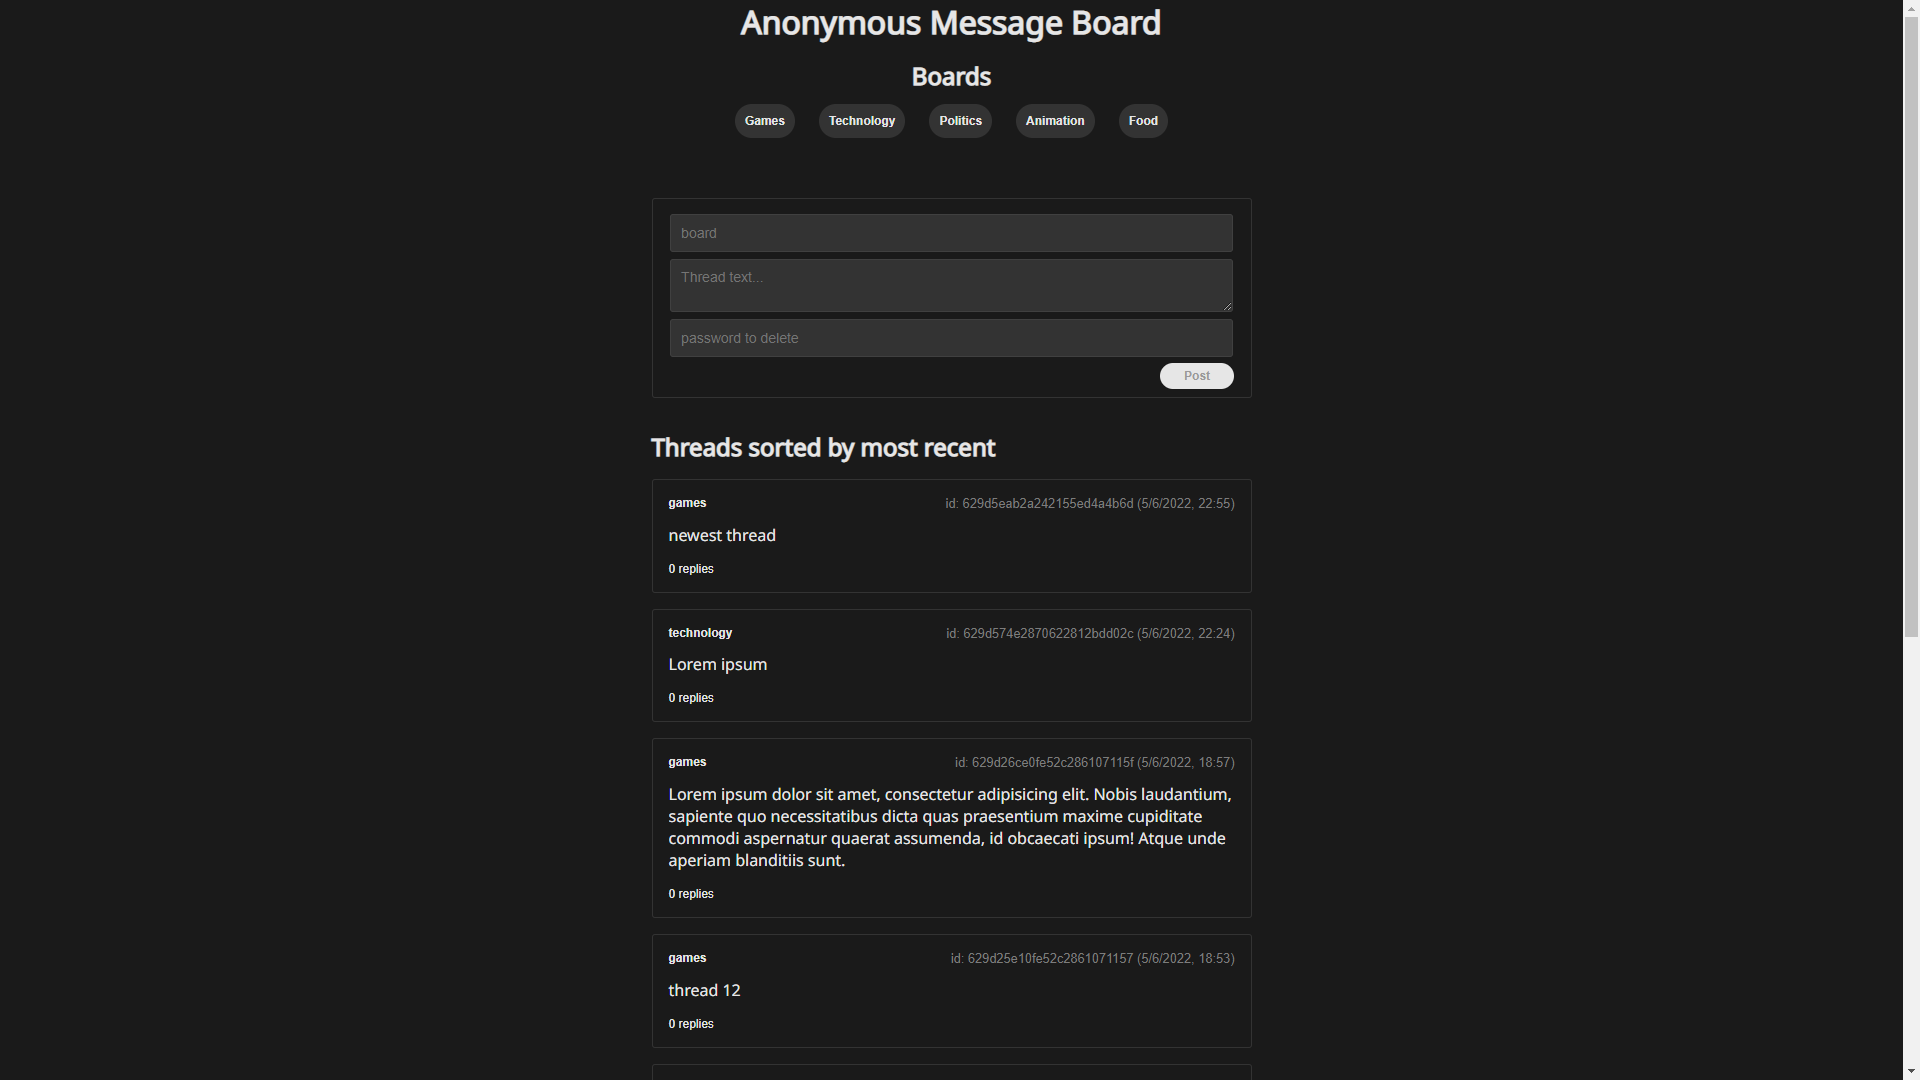 Anonymous Message Board
Boards
Games Technology Politics Animation Food
board
Thread text...
password to delete
Post
Threads sorted by most recent
games id: 629d5eab2a242155ed4a4b6d (5/6/2022, 22:55)
newest thread
0 replies
technology id: 629d574e2870622812bdd02c (5/6/2022, 22:24)
Lorem ipsum
0 replies
games id: 629d26ce0fe52c286107115f (5/6/2022, 18:57)
Lorem ipsum dolor sit amet, consectetur adipisicing elit. Nobis laudantium,
sapiente quo necessitatibus dicta quas praesentium maxime cupiditate
commodi aspernatur quaerat assumenda, id obcaecati ipsum! Atque unde
aperiam blanditiis sunt.
0 replies
games id: 629d25e10fe52c2861071157 (5/6/2022, 18:53)
thread 12
0 replies